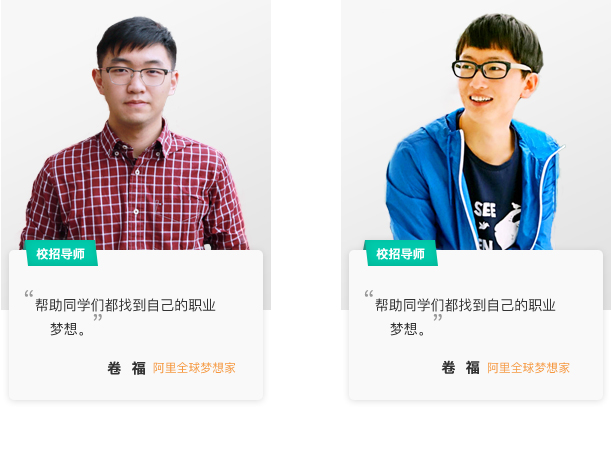 SEE
EN
校招导师
“帮助同学们都找到自己的职业
梦想。”
卷 福 阿里全球梦想家
校招导师
“帮助同学们都找到自己的职业
梦想。”
卷 福 阿里全球梦想家